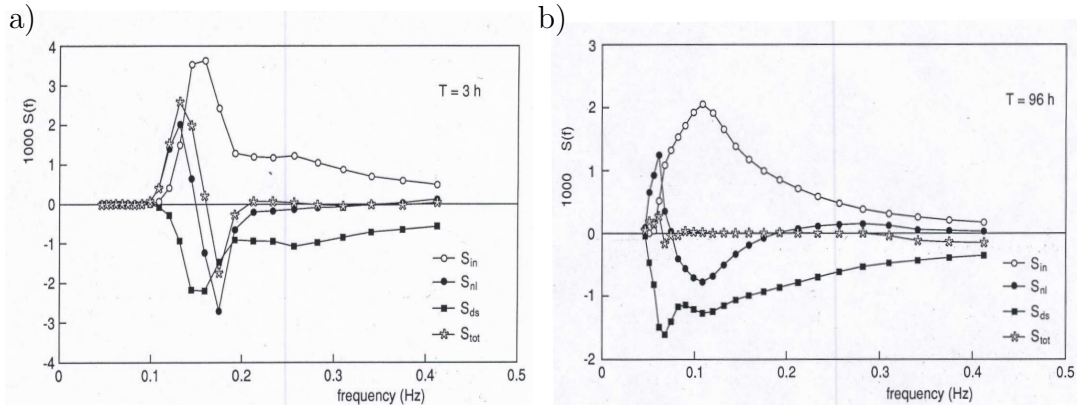 a)
1000 S(f)
4
3
2
1
0
-1
-2
-3
-4
T = 3 h
S_in
S_nl
S_ds
S_tot
0
0.1
0.2
0.3
0.4
0.5
frequency (Hz)
b)
1000 S(f)
3
2
1
0
-1
-2
T = 96 h
S_in
S_nl
S_ds
S_tot
0
0.1
0.2
0.3
0.4
0.5
frequency (Hz)